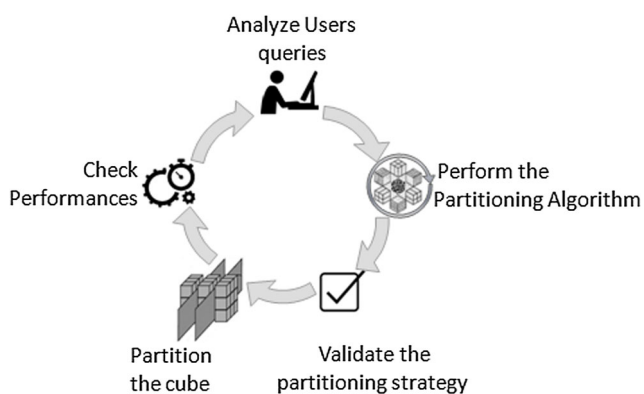 Analyze Users
queries
Perform the
Partitioning Algorithm
Validate the
partitioning strategy
Partition
the cube
Check
Performances